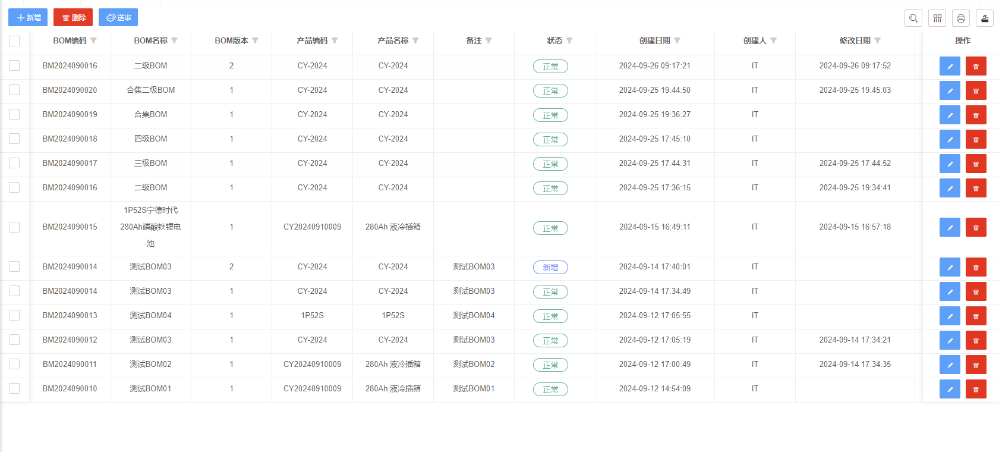 新增 删除 送审
BOM编码 BOM名称 BOM版本 产品编码 产品名称 备注 状态 创建日期 创建人 修改日期 操作
BM2024090016 二级BOM 2 CY-2024 CY-2024 正常 2024-09-26 09:17:21 IT 2024-09-26 09:17:52
BM2024090020 合集二级BOM 1 CY-2024 CY-2024 正常 2024-09-25 19:44:50 IT 2024-09-25 19:45:03
BM2024090019 合集BOM 1 CY-2024 CY-2024 正常 2024-09-25 19:36:27 IT
BM2024090018 四级BOM 1 CY-2024 CY-2024 正常 2024-09-25 17:45:10 IT
BM2024090017 三级BOM 1 CY-2024 CY-2024 正常 2024-09-25 17:44:31 IT 2024-09-25 17:44:52
BM2024090016 二级BOM 1 CY-2024 CY-2024 正常 2024-09-25 17:36:15 IT 2024-09-25 19:34:41
1P52S宁德时代
BM2024090015 280Ah磷酸铁锂电 1 CY20240910009 280Ah 液冷插箱 正常 2024-09-15 16:49:11 IT 2024-09-15 16:57:18
池
BM2024090014 测试BOM03 2 CY-2024 CY-2024 测试BOM03 新增 2024-09-14 17:40:01 IT
BM2024090014 测试BOM03 1 CY-2024 CY-2024 测试BOM03 正常 2024-09-14 17:34:49 IT
BM2024090013 测试BOM04 1 1P52S 1P52S 测试BOM04 正常 2024-09-12 17:05:55 IT
BM2024090012 测试BOM03 1 CY-2024 CY-2024 测试BOM03 正常 2024-09-12 17:05:19 IT 2024-09-14 17:34:21
BM2024090011 测试BOM02 1 CY20240910009 280Ah 液冷插箱 测试BOM02 正常 2024-09-12 17:00:49 IT 2024-09-14 17:34:35
BM2024090010 测试BOM01 1 CY20240910009 280Ah 液冷插箱 测试BOM01 正常 2024-09-12 14:54:09 IT